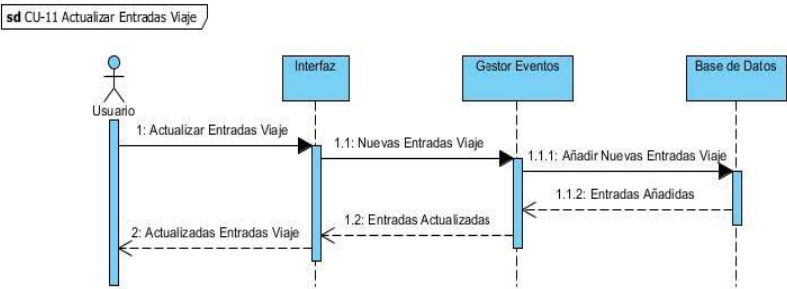 sd CU-11 Actualizar Entradas Viaje
Interfaz
Gestor Eventos
Base de Datos
Usuario
1: Actualizar Entradas Viaje
1.1: Nuevas Entradas Viaje
1.1.1: Añadir Nuevas Entradas Viaje
1.1.2: Entradas Añadidas
1.2: Entradas Actualizadas
2: Actualizadas Entradas Viaje